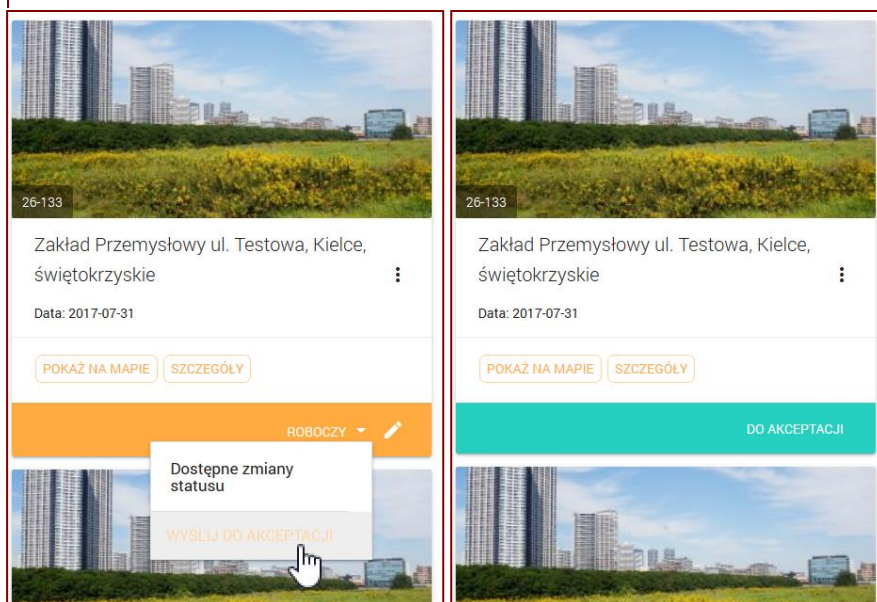 26-133
Zakład Przemysłowy ul. Testowa, Kielce,
świętokrzyskie
Data: 2017-07-31
POKAŻ NA MAPIE SZCZEGÓŁY
ROBOCZY
Dostępne zmiany
statusu
WYŚLIJ DO AKCEPTACJI
26-133
Zakład Przemysłowy ul. Testowa, Kielce,
świętokrzyskie
Data: 2017-07-31
POKAŻ NA MAPIE SZCZEGÓŁY
DO AKCEPTACJI